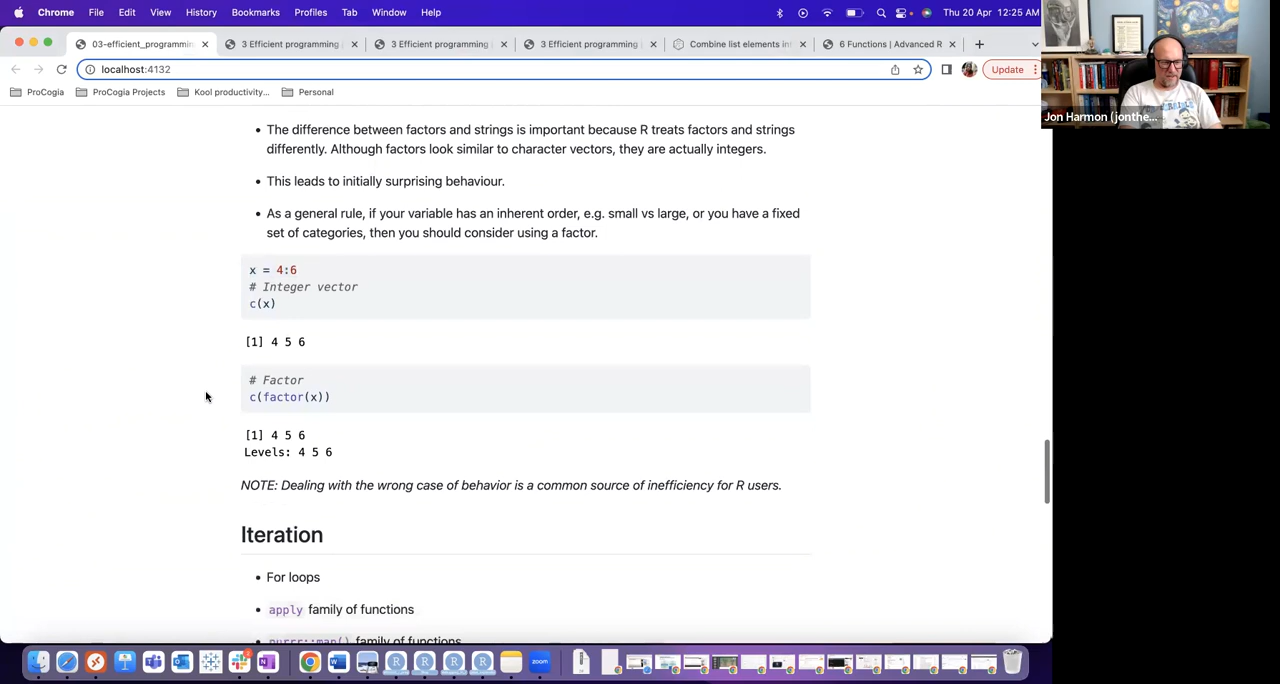 Chrome File Edit View History Bookmarks Profiles Tab Window Help Thu 20 Apr 12:25 AM
03-efficient_programmin 3 Efficient programming 3 Efficient programming 3 Efficient programming Combine list elements in 6 Functions | Advanced R
localhost:4132 Update
ProCogia ProCogia Projects Kool productivity... Personal
Jon Harmon (jonthe...
• The difference between factors and strings is important because R treats factors and strings
differently. Although factors look similar to character vectors, they are actually integers.
• This leads to initially surprising behaviour.
• As a general rule, if your variable has an inherent order, e.g. small vs large, or you have a fixed
set of categories, then you should consider using a factor.
x = 4:6
# Integer vector
c(x)
[1] 4 5 6
# Factor
c(factor(x))
[1] 4 5 6
Levels: 4 5 6
NOTE: Dealing with the wrong case of behavior is a common source of inefficiency for R users.
Iteration
• For loops
• apply family of functions
• purrr::map() family of functions
zoom